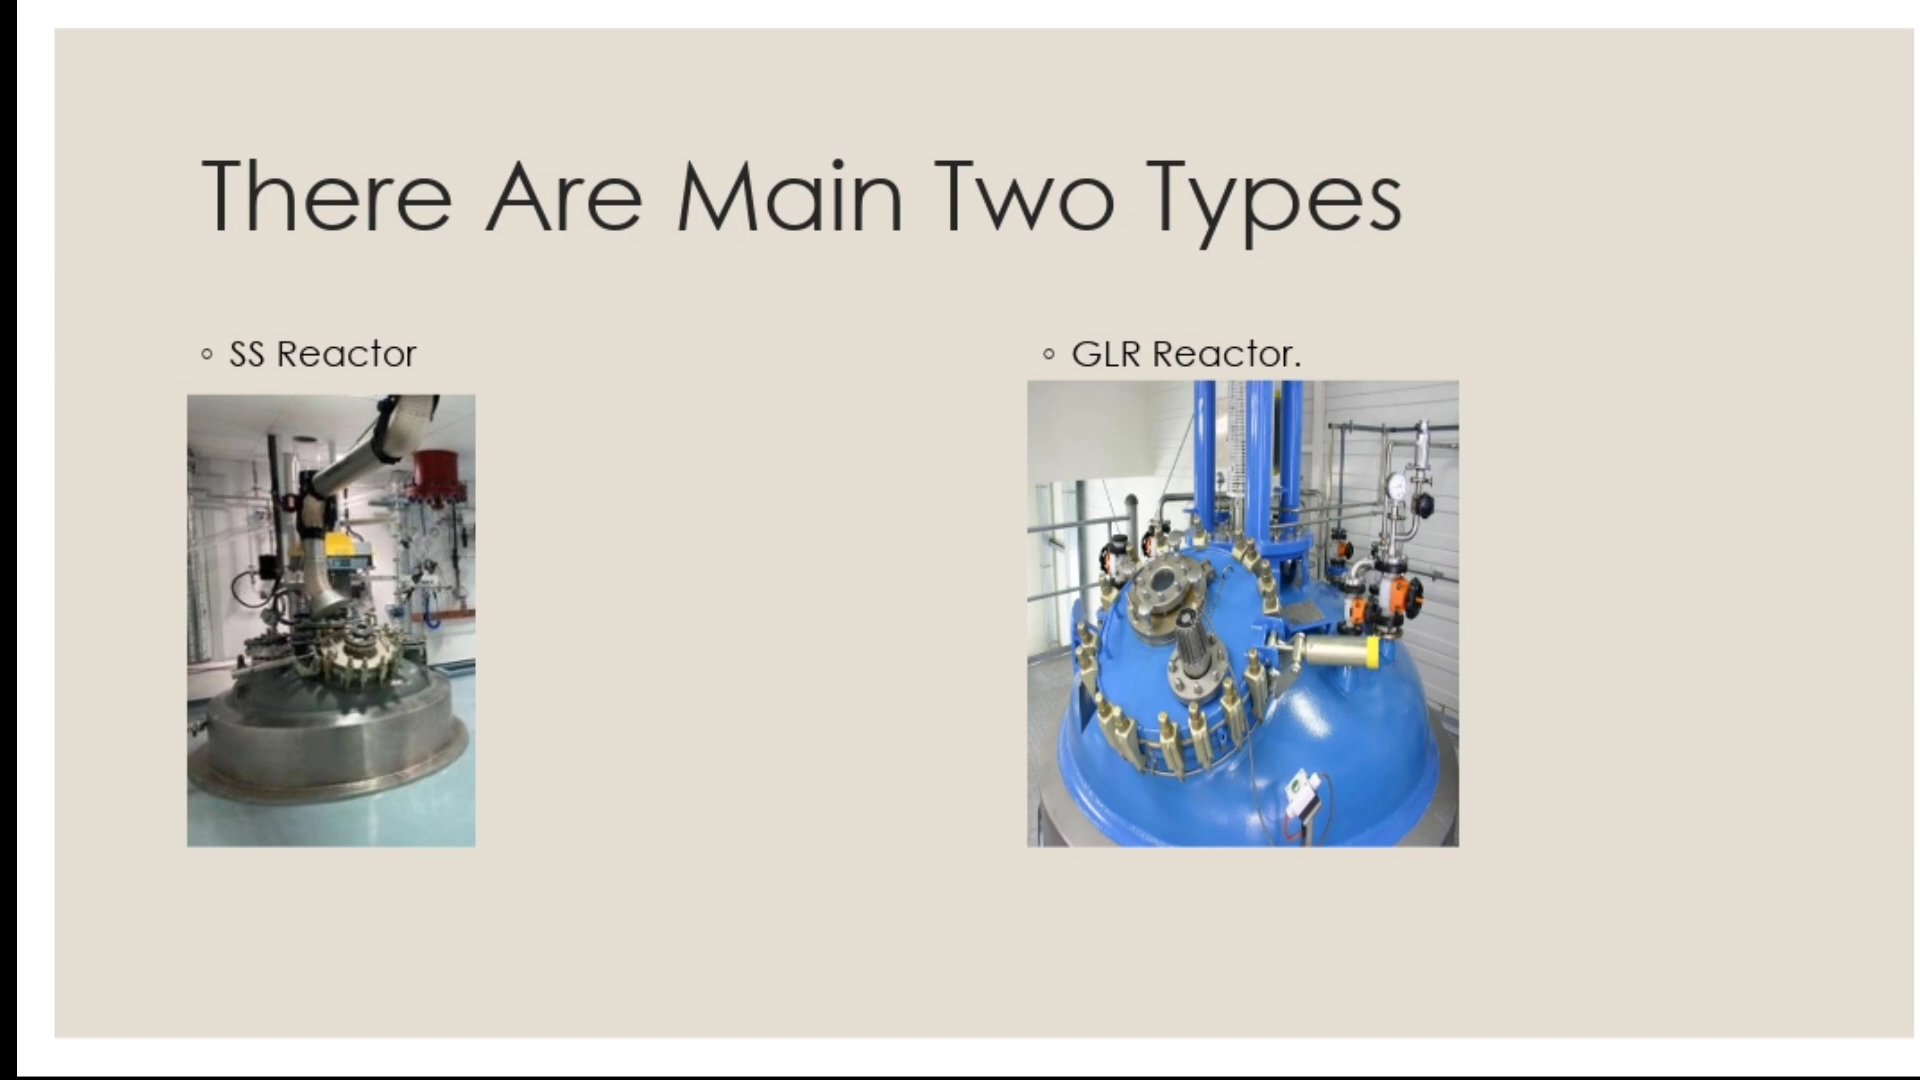 There Are Main Two Types
◦ SS Reactor
◦ GLR Reactor.